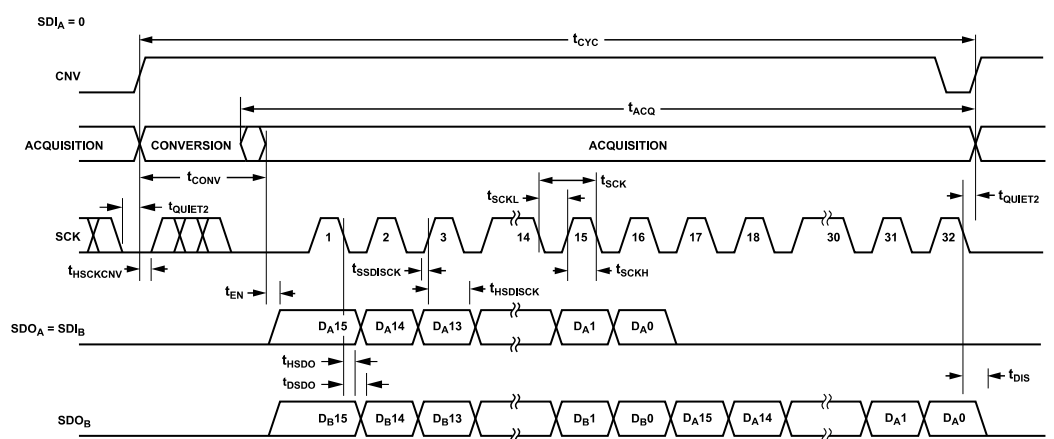 SDIA = 0
tCYC
CNV
tACQ
ACQUISITION CONVERSION ACQUISITION
tCONV
tSCK
tSCKL
tQUIET2 tQUIET2
SCK 1 2 3 14 15 16 17 18 30 31 32
tHSCKCNV tSSDISCK tSCKH
tEN tHSDISCK
SDOA = SDIB DA15 DA14 DA13 DA1 DA0
tHSDO
tDSDO tDIS
SDOB DB15 DB14 DB13 DB1 DB0 DA15 DA14 DA1 DA0